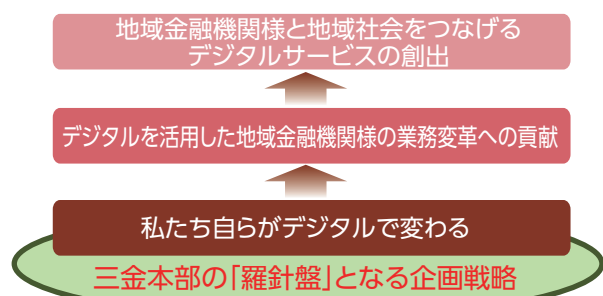 地域金融機関様と地域社会をつなげる
デジタルサービスの創出
デジタルを活用した地域金融機関様の業務変革への貢献
私たち自らがデジタルで変わる
三金本部の「羅針盤」となる企画戦略